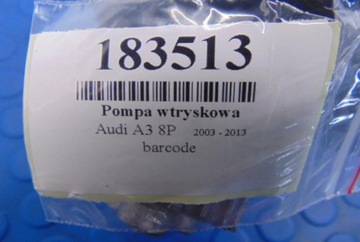 183513
Pompa wtryskowa
Audi A3 8P 2003 - 2013
barcode